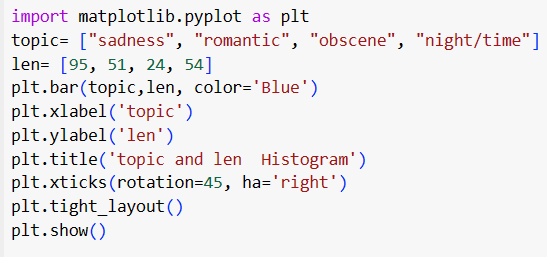 import matplotlib.pyplot as plt
topic= ["sadness", "romantic", "obscene", "night/time"]
len= [95, 51, 24, 54]
plt.bar(topic,len, color='Blue')
plt.xlabel('topic')
plt.ylabel('len')
plt.title('topic and len  Histogram')
plt.xticks(rotation=45, ha='right')
plt.tight_layout()
plt.show()